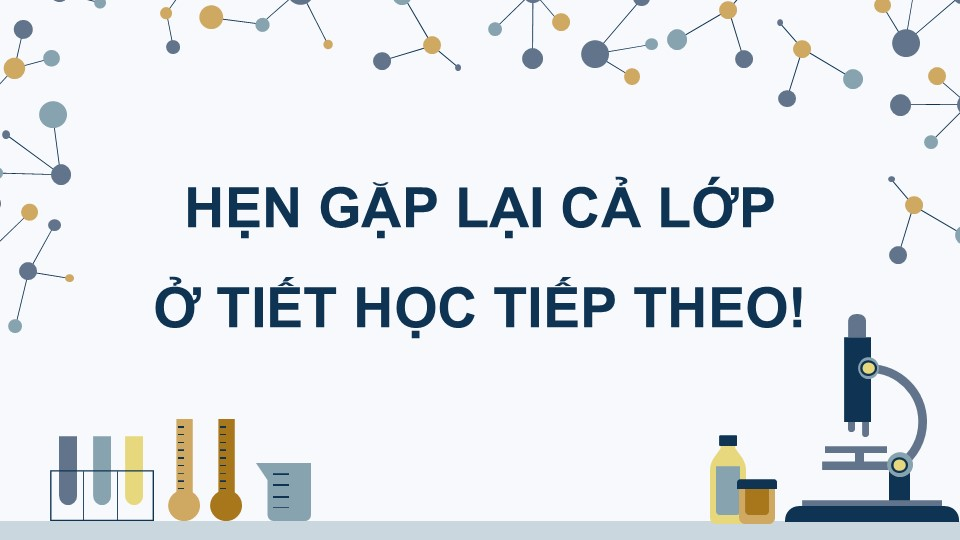 HẸN GẶP LẠI CẢ LỚP
Ở TIẾT HỌC TIẾP THEO!